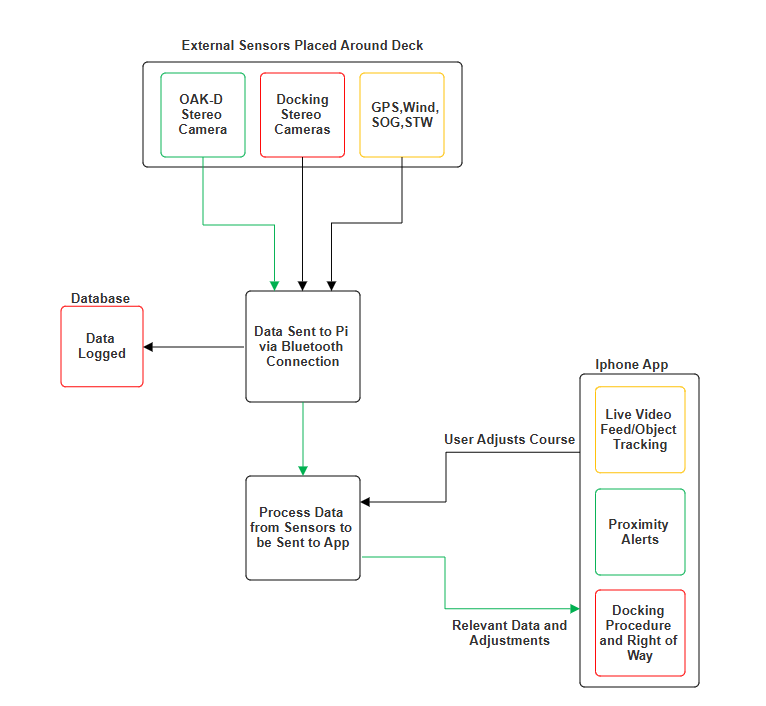 External Sensors Placed Around Deck
OAK-D
Stereo
Camera
Docking
Stereo
Cameras
GPS,Wind,
SOG,STW
Database
Data
Logged
Data Sent to Pi
via Bluetooth
Connection
Iphone App
Live Video
Feed/Object
Tracking
User Adjusts Course
Process Data
from Sensors to
be Sent to App
Proximity
Alerts
Relevant Data and
Adjustments
Docking
Procedure
and Right of
Way